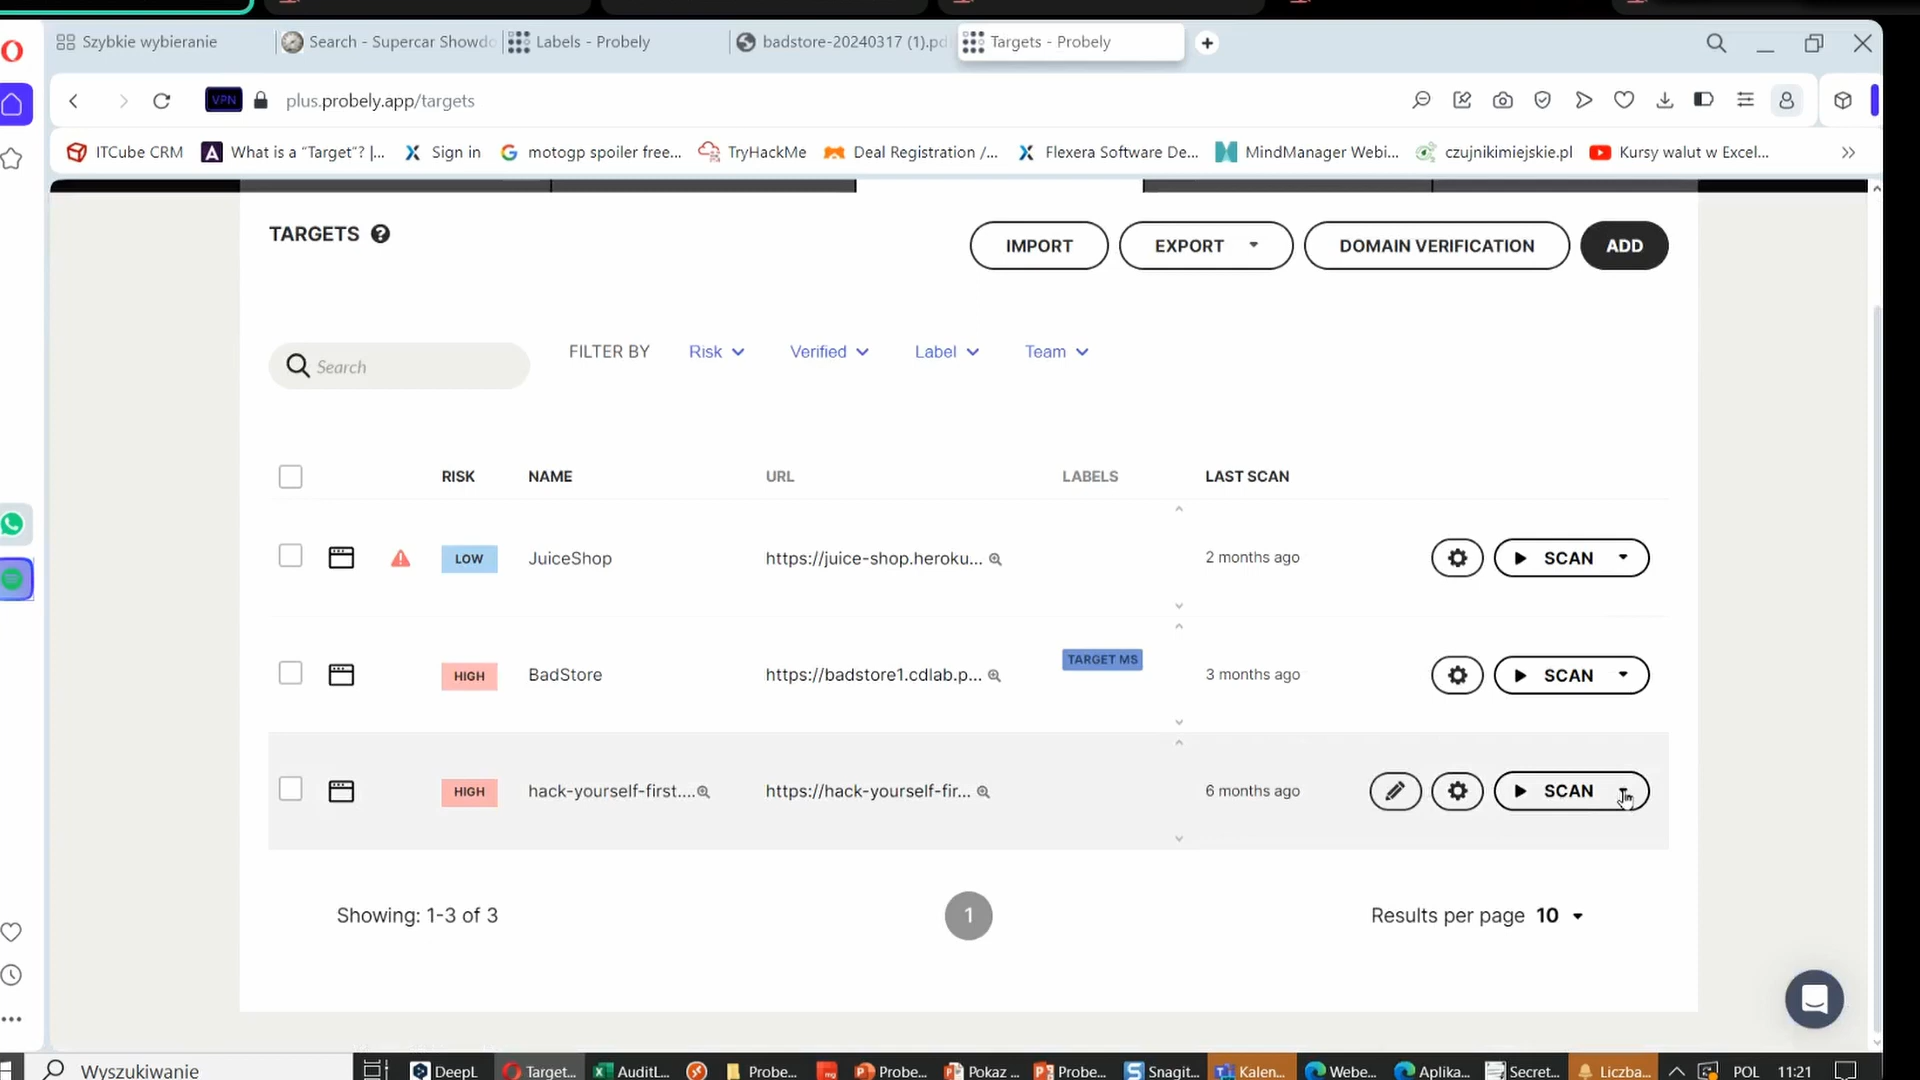 Szybkie wybieranie
Search - Supercar Showdo
Labels - Probely
badstore-20240317 (1).pd
Targets - Probely
VPN
plus.probely.app/targets
ITCube CRM
What is a “Target”? |...
Sign in
motogp spoiler free...
TryHackMe
Deal Registration /...
Flexera Software De...
MindManager Webi...
czujnikimiejskie.pl
Kursy walut w Excel...
TARGETS
IMPORT
EXPORT
DOMAIN VERIFICATION
ADD
Search
FILTER BY
Risk
Verified
Label
Team
RISK
NAME
URL
LABELS
LAST SCAN
LOW
JuiceShop
https://juice-shop.heroku...
2 months ago
SCAN
HIGH
BadStore
https://badstore1.cdlab.p...
TARGET MS
3 months ago
SCAN
HIGH
hack-yourself-first....
https://hack-yourself-fir...
6 months ago
SCAN
Showing: 1-3 of 3
1
Results per page 10
Wyszukiwanie
DeepL
Target...
AuditL...
Probe...
Probe...
Pokaz ...
Probe...
Snagit...
Kalen...
Webe...
Aplika...
Secret...
Liczba...
POL
11:21